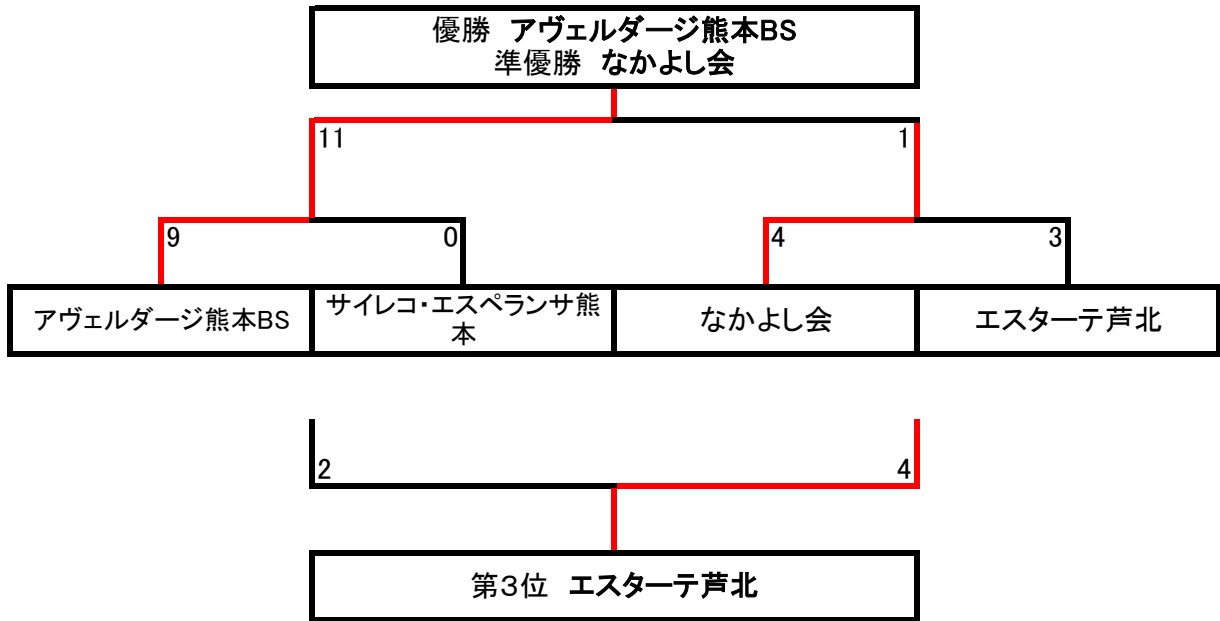 優勝　アヴェルダージ熊本BS
準優勝　なかよし会
11
1
9
0
4
3
アヴェルダージ熊本BS
サイレコ・エスペランサ熊
本
なかよし会
エスターテ芦北
2
4
第3位　エスターテ芦北